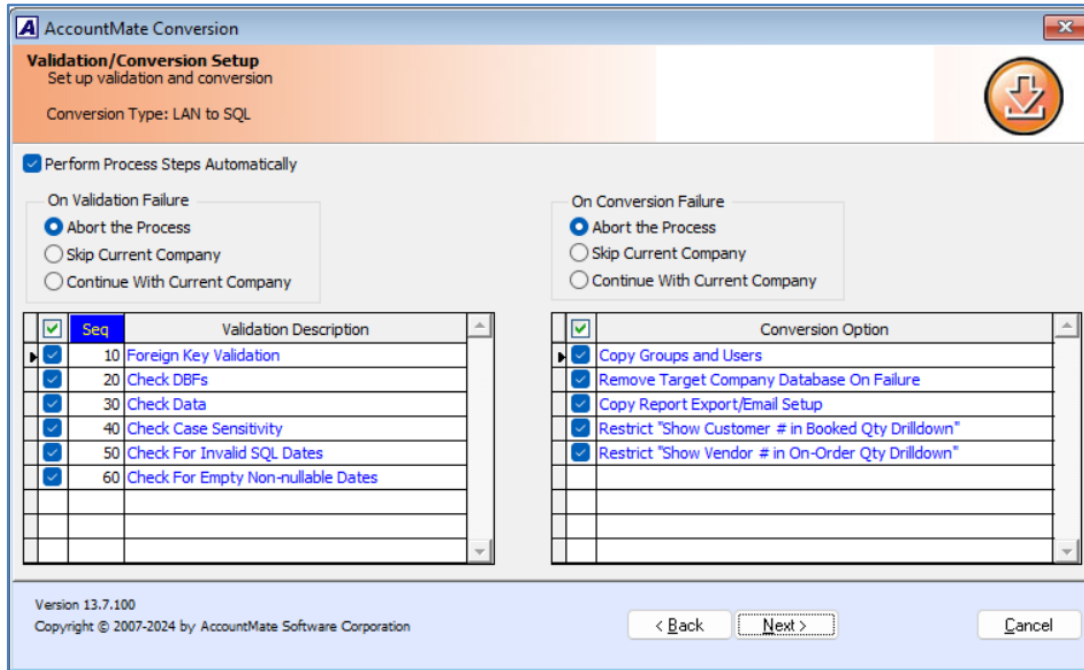 AccountMate Conversion
Validation/Conversion Setup
Set up validation and conversion
Conversion Type: LAN to SQL
Perform Process Steps Automatically
On Validation Failure
Abort the Process
Skip Current Company
Continue With Current Company
On Conversion Failure
Abort the Process
Skip Current Company
Continue With Current Company
Seq Validation Description
10 Foreign Key Validation
20 Check DBFs
30 Check Data
40 Check Case Sensitivity
50 Check For Invalid SQL Dates
60 Check For Empty Non-nullable Dates
Conversion Option
Copy Groups and Users
Remove Target Company Database On Failure
Copy Report Export/Email Setup
Restrict "Show Customer # in Booked Qty Drilldown"
Restrict "Show Vendor # in On-Order Qty Drilldown"
Version 13.7.100
Copyright © 2007-2024 by AccountMate Software Corporation
< Back Next > Cancel